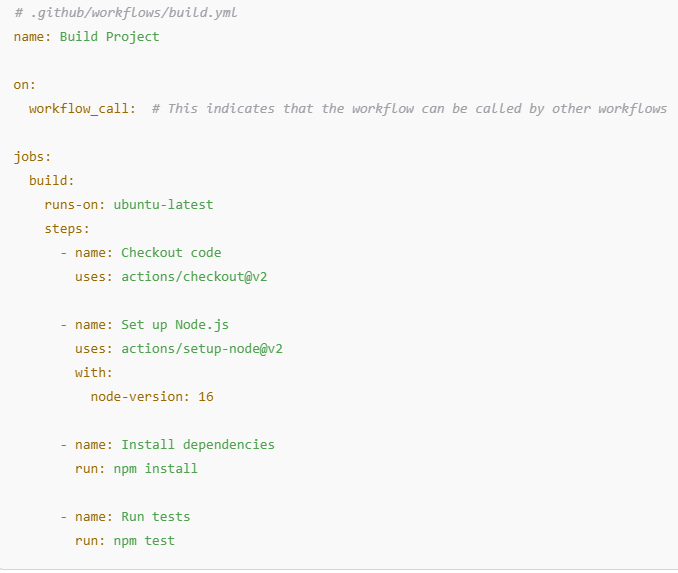 # .github/workflows/build.yml
name: Build Project
on:
workflow_call:  # This indicates that the workflow can be called by other workflows
jobs:
build:
runs-on: ubuntu-latest
steps:
- name: Checkout code
uses: actions/checkout@v2
- name: Set up Node.js
uses: actions/setup-node@v2
with:
node-version: 16
- name: Install dependencies
run: npm install
- name: Run tests
run: npm test